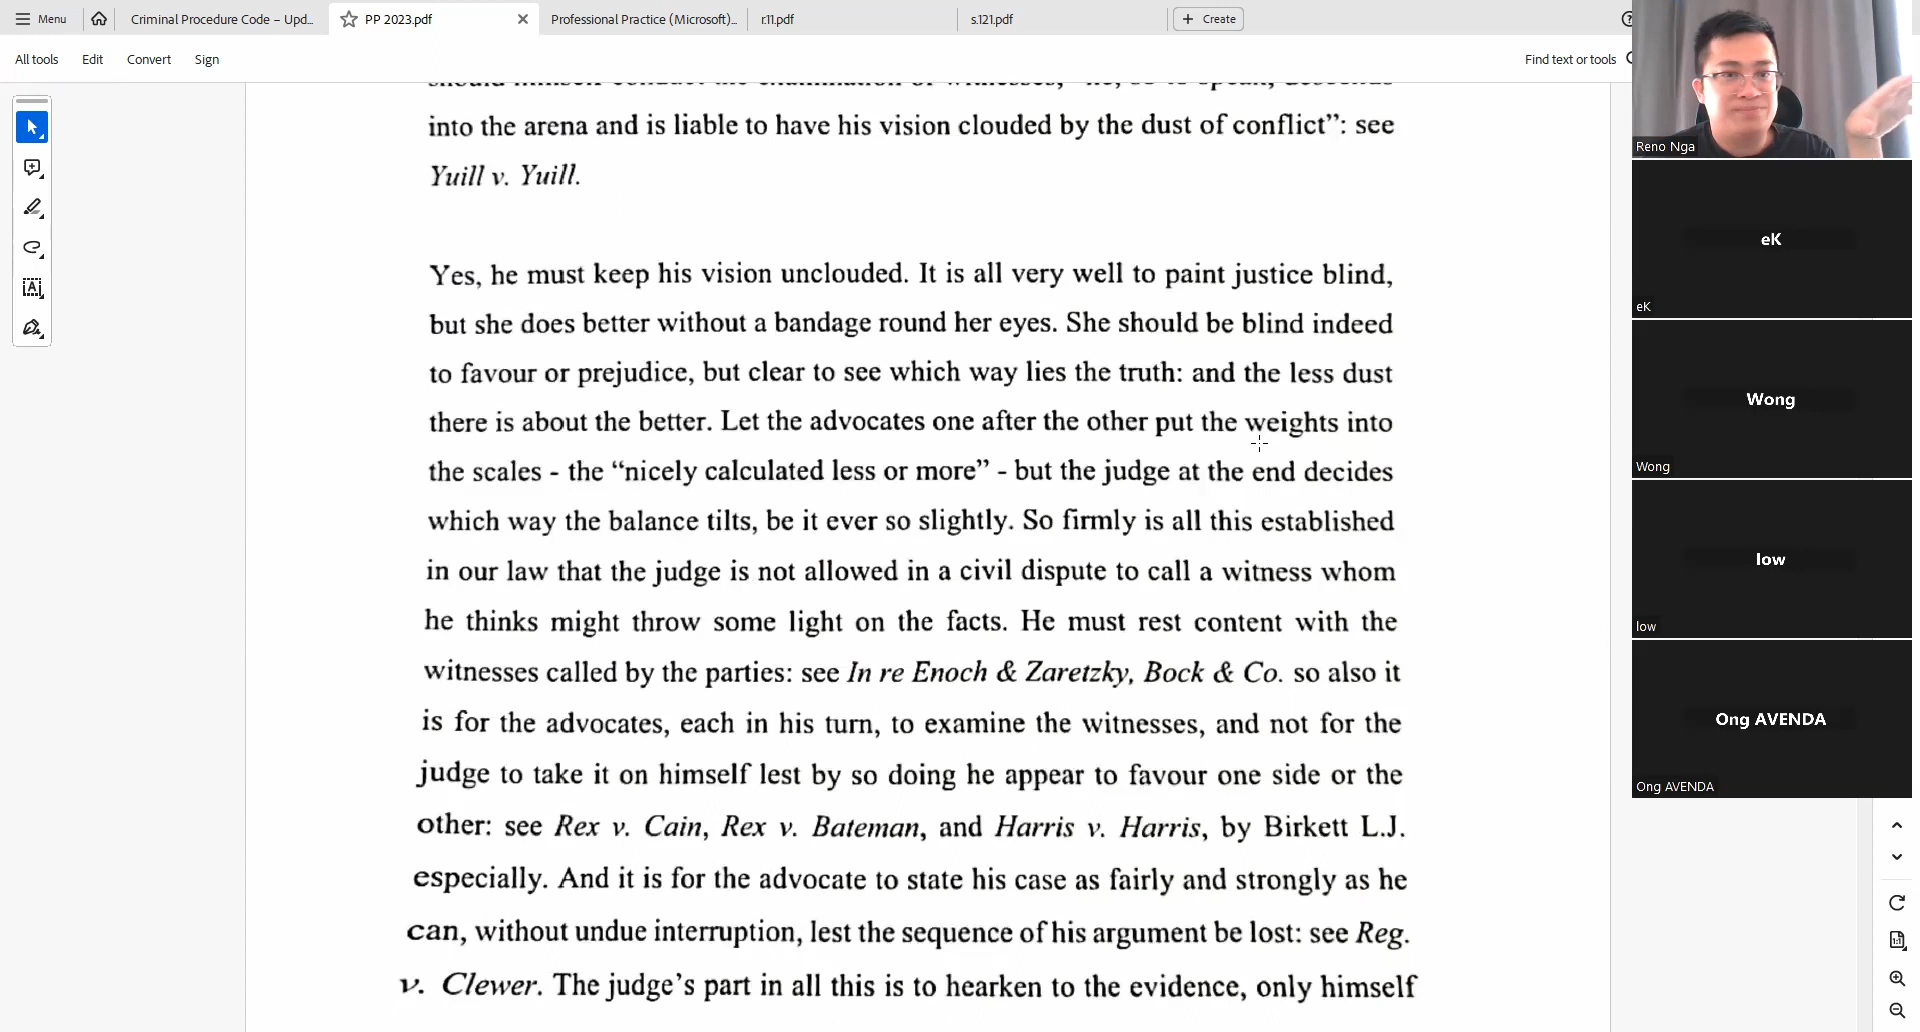 Menu
Criminal Procedure Code – Upd...
PP 2023.pdf
Professional Practice (Microsoft)...
r.11.pdf
s.121.pdf
Create
All tools
Edit
Convert
Sign
Find text or tools
into the arena and is liable to have his vision clouded by the dust of conflict”: see
Yuill v. Yuill.
Yes, he must keep his vision unclouded. It is all very well to paint justice blind,
but she does better without a bandage round her eyes. She should be blind indeed
to favour or prejudice, but clear to see which way lies the truth: and the less dust
there is about the better. Let the advocates one after the other put the weights into
the scales - the “nicely calculated less or more” - but the judge at the end decides
which way the balance tilts, be it ever so slightly. So firmly is all this established
in our law that the judge is not allowed in a civil dispute to call a witness whom
he thinks might throw some light on the facts. He must rest content with the
witnesses called by the parties: see In re Enoch & Zaretzky, Bock & Co. so also it
is for the advocates, each in his turn, to examine the witnesses, and not for the
judge to take it on himself lest by so doing he appear to favour one side or the
other: see Rex v. Cain, Rex v. Bateman, and Harris v. Harris, by Birkett L.J.
especially. And it is for the advocate to state his case as fairly and strongly as he
can, without undue interruption, lest the sequence of his argument be lost: see Reg.
v. Clewer. The judge’s part in all this is to hearken to the evidence, only himself
Reno Nga
eK
eK
Wong
Wong
low
low
Ong AVENDA
Ong AVENDA